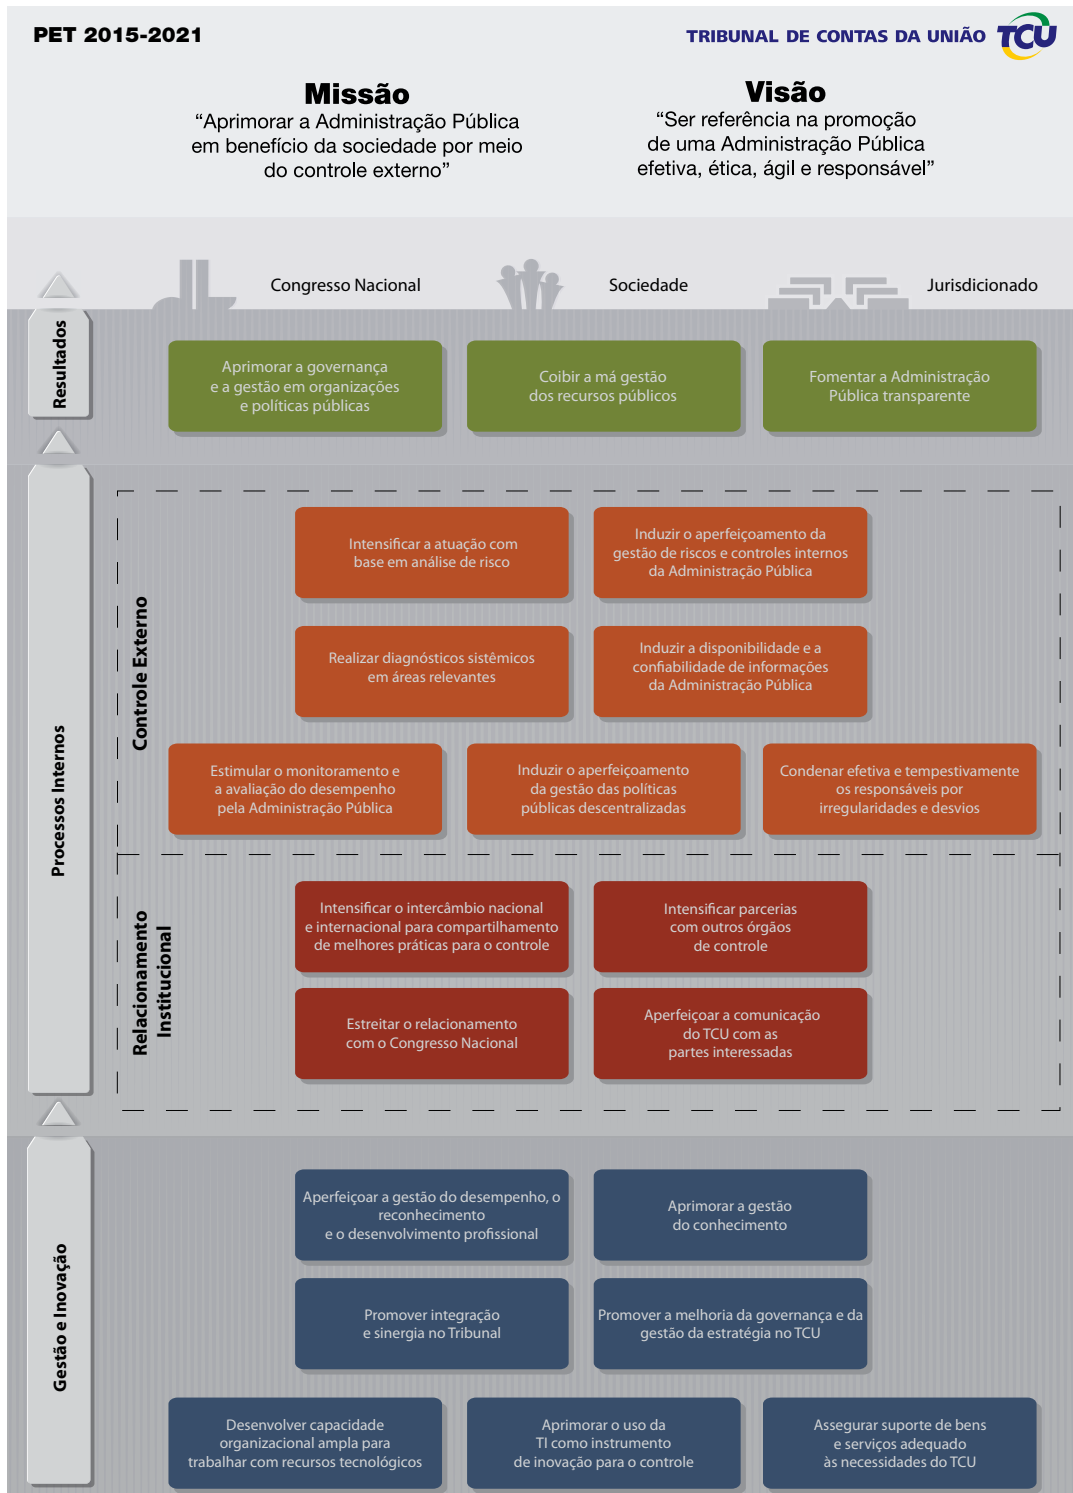 PET 2015-2021
TRIBUNAL DE CONTAS DA UNIÃO TCU
Missão
“Aprimorar a Administração Pública
em benefício da sociedade por meio
do controle externo”
Visão
“Ser referência na promoção
de uma Administração Pública
efetiva, ética, ágil e responsável”
Congresso Nacional
Sociedade
Jurisdicionado
Resultados
Aprimorar a governança
e a gestão em organizações
e políticas públicas
Coibir a má gestão
dos recursos públicos
Fomentar a Administração
Pública transparente
Processos Internos
Controle Externo
Intensificar a atuação com
base em análise de risco
Induzir o aperfeiçoamento da
gestão de riscos e controles internos
da Administração Pública
Realizar diagnósticos sistêmicos
em áreas relevantes
Induzir a disponibilidade e a
confiabilidade de informações
da Administração Pública
Estimular o monitoramento e
a avaliação do desempenho
pela Administração Pública
Induzir o aperfeiçoamento
da gestão das políticas
públicas descentralizadas
Condenar efetiva e tempestivamente
os responsáveis por
irregularidades e desvios
Relacionamento
Institucional
Intensificar o intercâmbio nacional
e internacional para compartilhamento
de melhores práticas para o controle
Intensificar parcerias
com outros órgãos
de controle
Estreitar o relacionamento
com o Congresso Nacional
Aperfeiçoar a comunicação
do TCU com as
partes interessadas
Gestão e Inovação
Aperfeiçoar a gestão do desempenho, o
reconhecimento
e o desenvolvimento profissional
Aprimorar a gestão
do conhecimento
Promover integração
e sinergia no Tribunal
Promover a melhoria da governança e da
gestão da estratégia no TCU
Desenvolver capacidade
organizacional ampla para
trabalhar com recursos tecnológicos
Aprimorar o uso da
TI como instrumento
de inovação para o controle
Assegurar suporte de bens
e serviços adequado
às necessidades do TCU